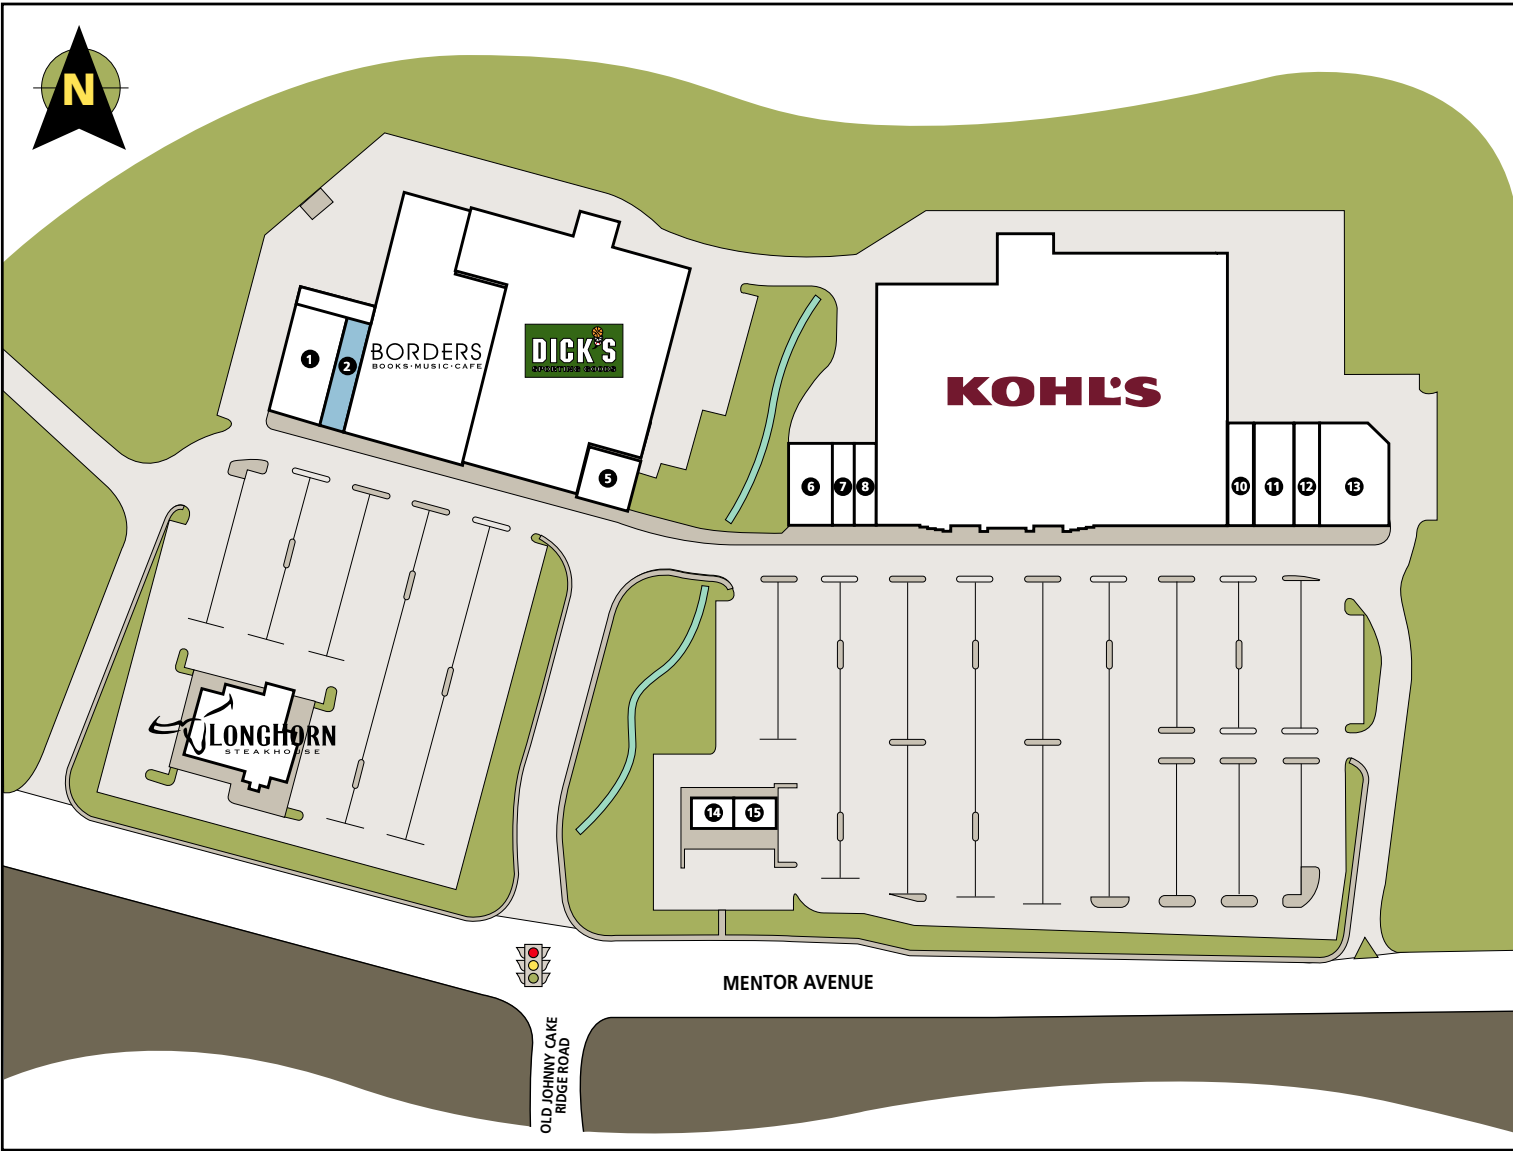 N
BORDERS
BOOKS·MUSIC·CAFE
DICK'S
SPORTING GOODS
KOHL'S
1
2
5
6
7
8
10
11
12
13
LONGHORN
STEAKHOUSE
14
15
MENTOR AVENUE
OLD JOHNNY CAKE
RIDGE ROAD